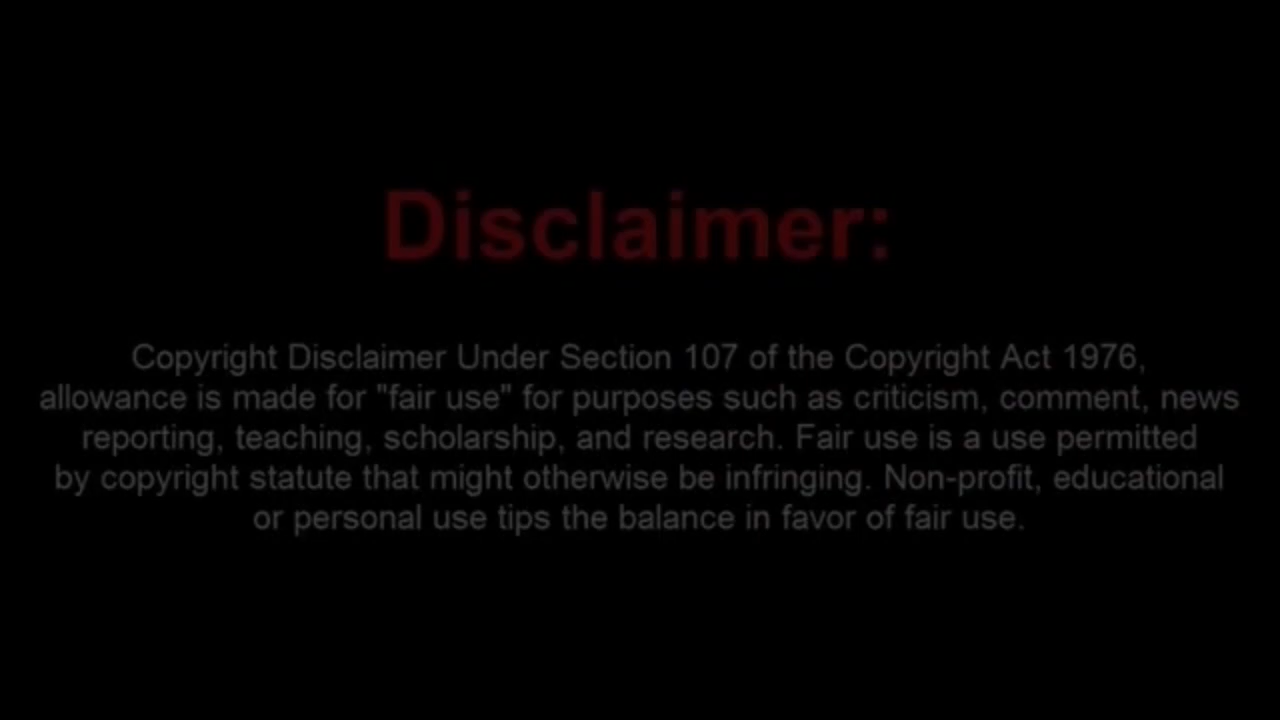 Disclaimer:
Copyright Disclaimer Under Section 107 of the Copyright Act 1976,
allowance is made for "fair use" for purposes such as criticism, comment, news
reporting, teaching, scholarship, and research. Fair use is a use permitted
by copyright statute that might otherwise be infringing. Non-profit, educational
or personal use tips the balance in favor of fair use.